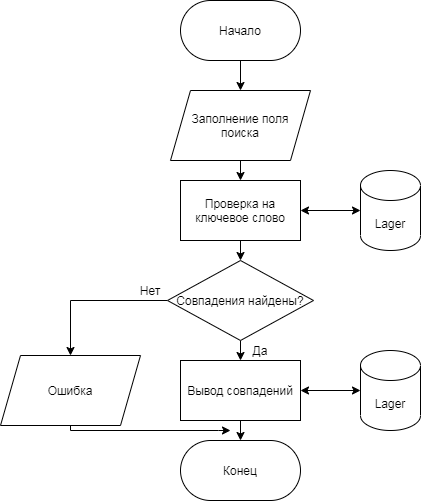 Начало
Заполнение поля
поиска
Проверка на
ключевое слово
Lager
Совпадения найдены?
Нет
Да
Ошибка
Вывод совпадений
Lager
Конец